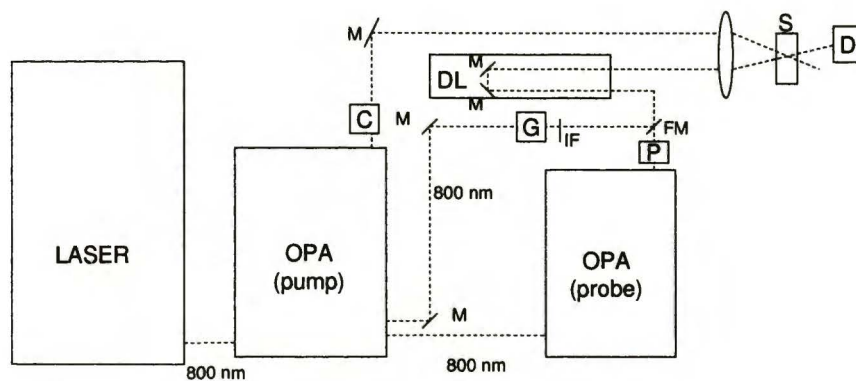 M
S
D
M
DL
M
C
M
G
IF
FM
P
800 nm
LASER
OPA
(pump)
OPA
(probe)
M
800 nm
800 nm